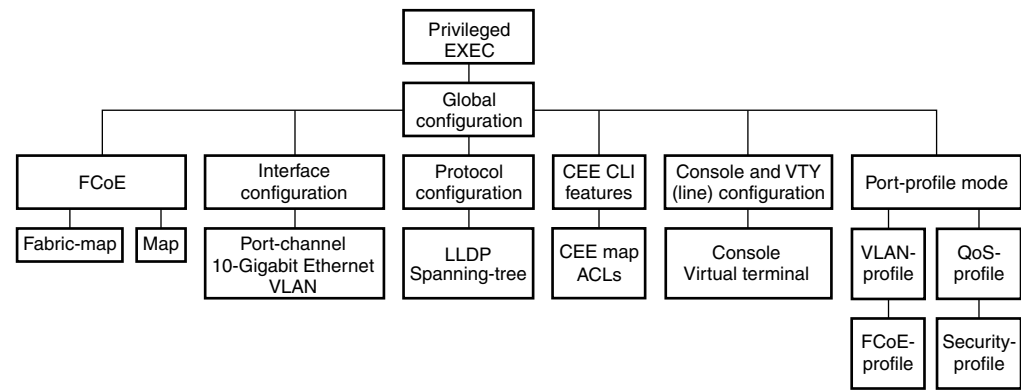 Privileged
EXEC
Global
configuration
FCoE
Interface
configuration
Protocol
configuration
CEE CLI
features
Console and VTY
(line) configuration
Port-profile mode
Fabric-map
Map
Port-channel
10-Gigabit Ethernet
VLAN
LLDP
Spanning-tree
CEE map
ACLs
Console
Virtual terminal
VLAN-
profile
QoS-
profile
FCoE-
profile
Security-
profile